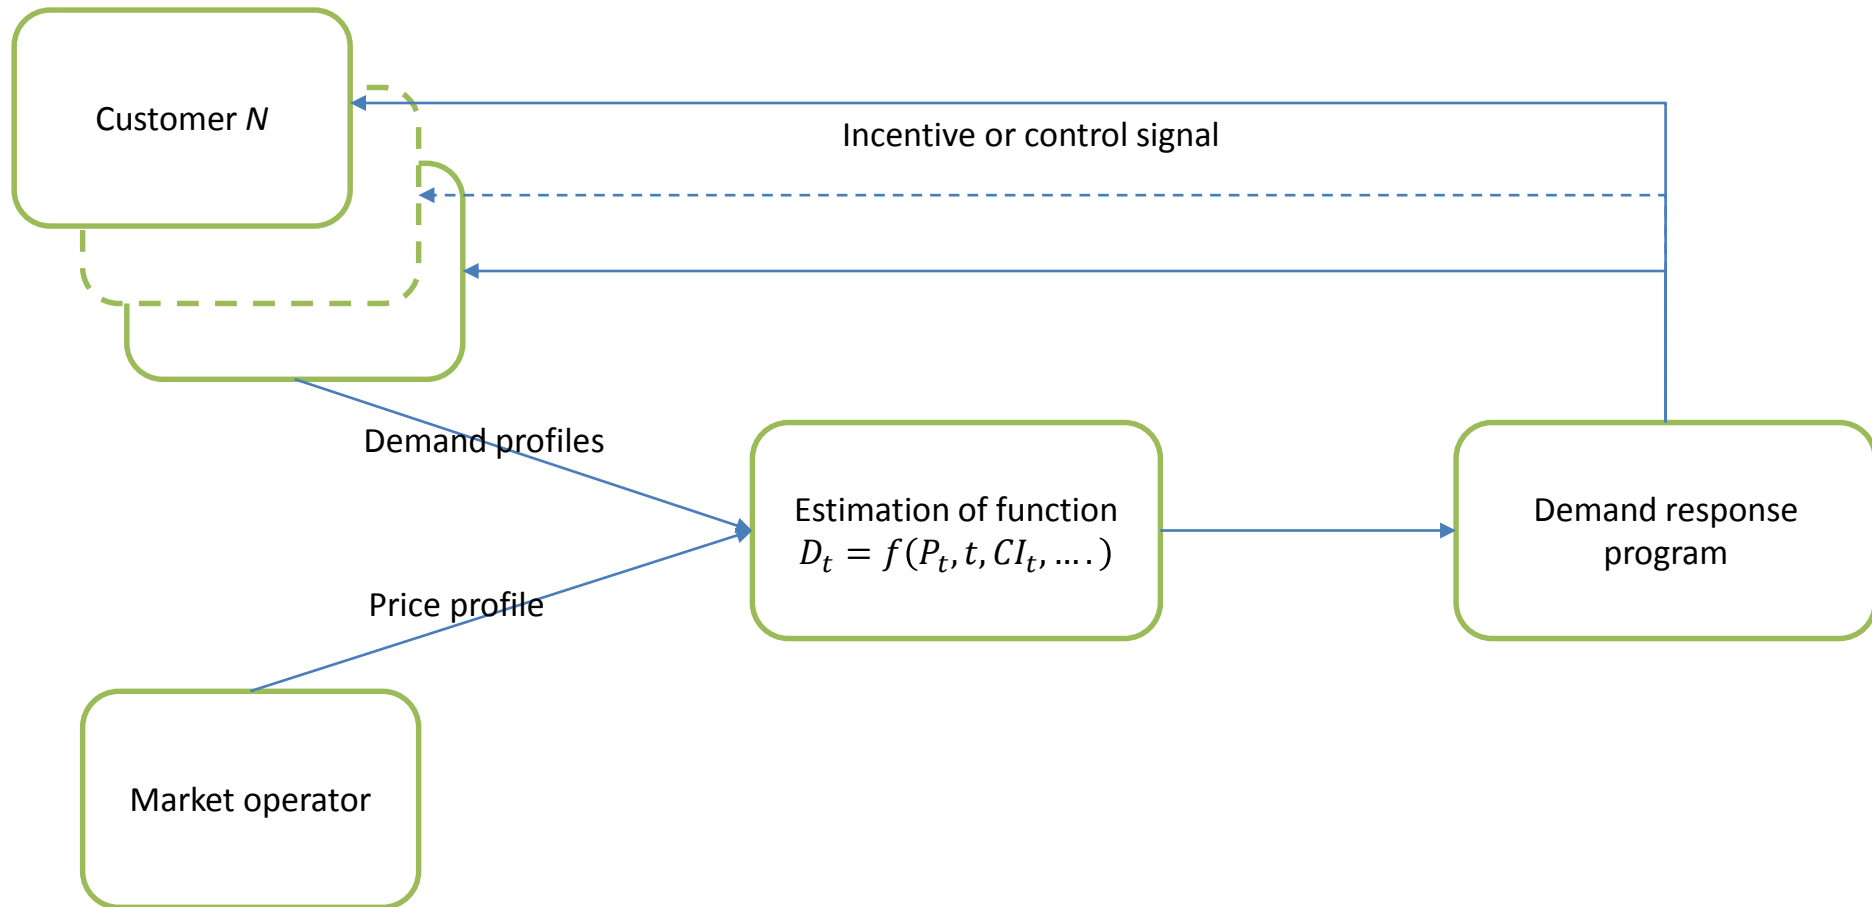 Customer N
Incentive or control signal
Demand profiles
Estimation of function
D_t = f(P_t, t, CI_t, ....)
Demand response
program
Price profile
Market operator